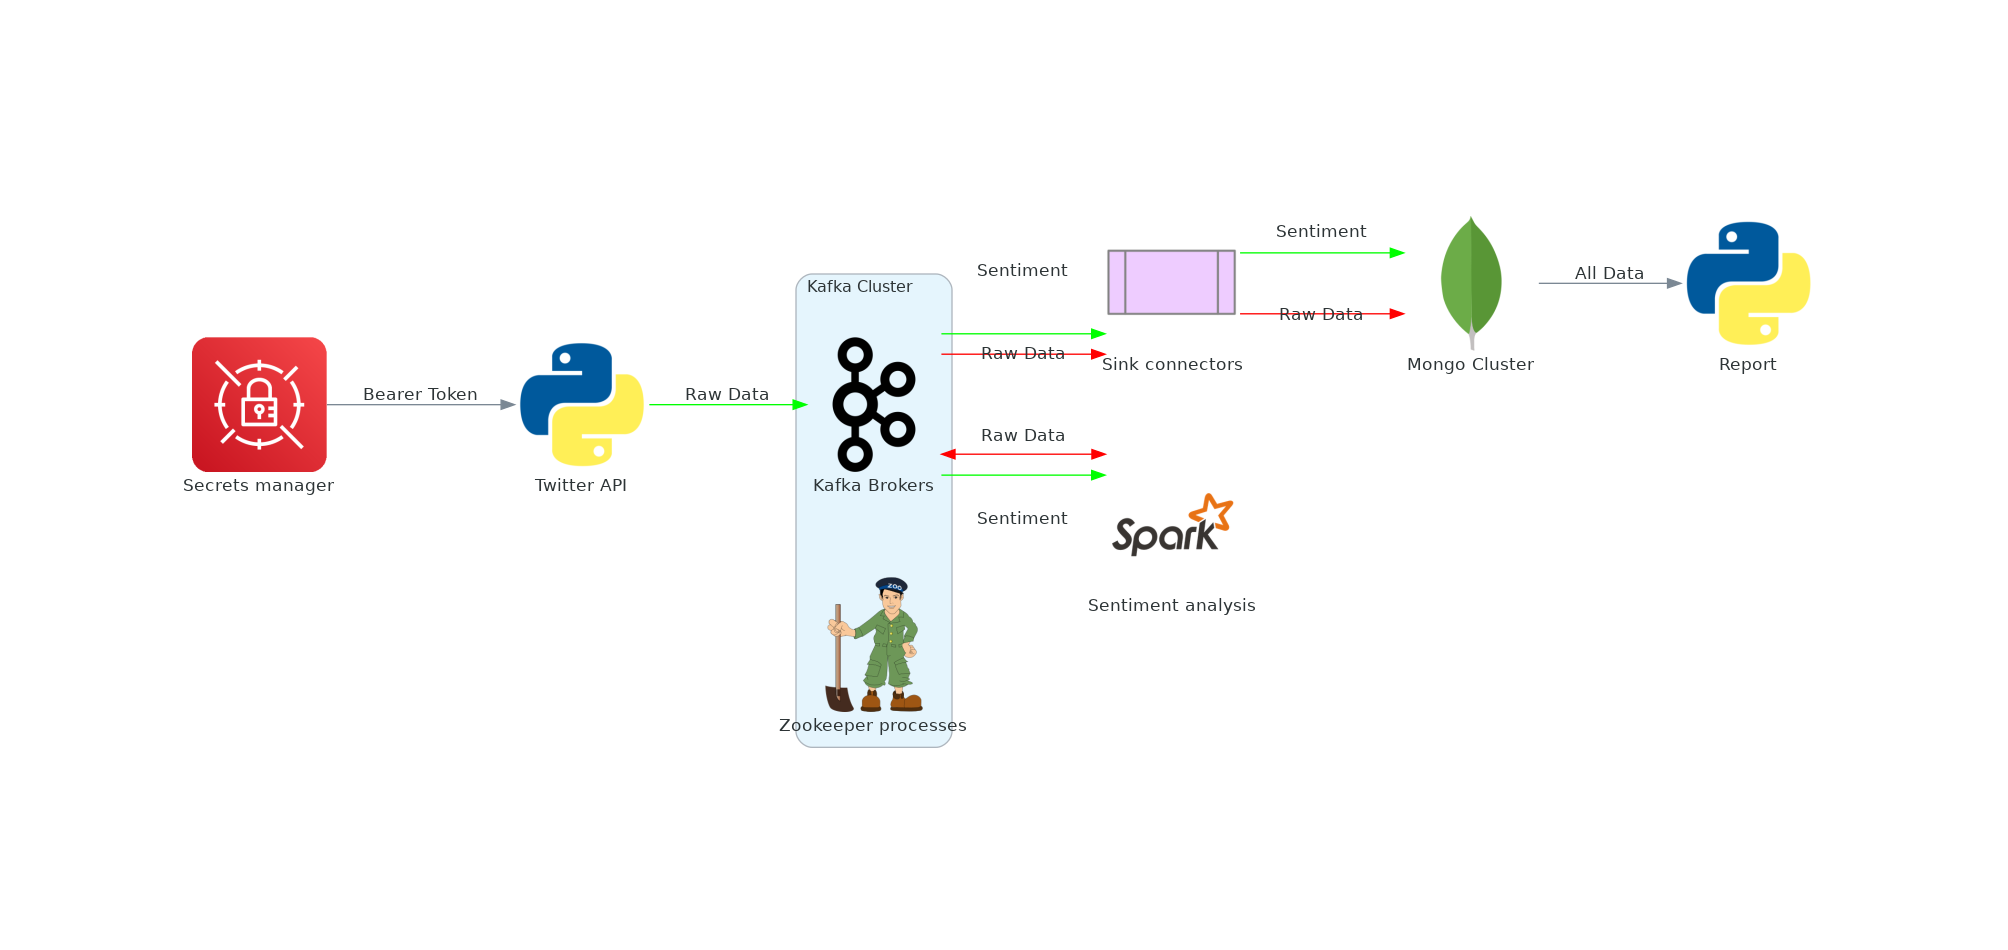 Secrets manager
Bearer Token
Twitter API
Raw Data
Kafka Cluster
Kafka Brokers
ZOO
Zookeeper processes
Sentiment
Raw Data
Raw Data
Sentiment
Sink connectors
Spark
Sentiment analysis
Sentiment
Raw Data
Mongo Cluster
All Data
Report